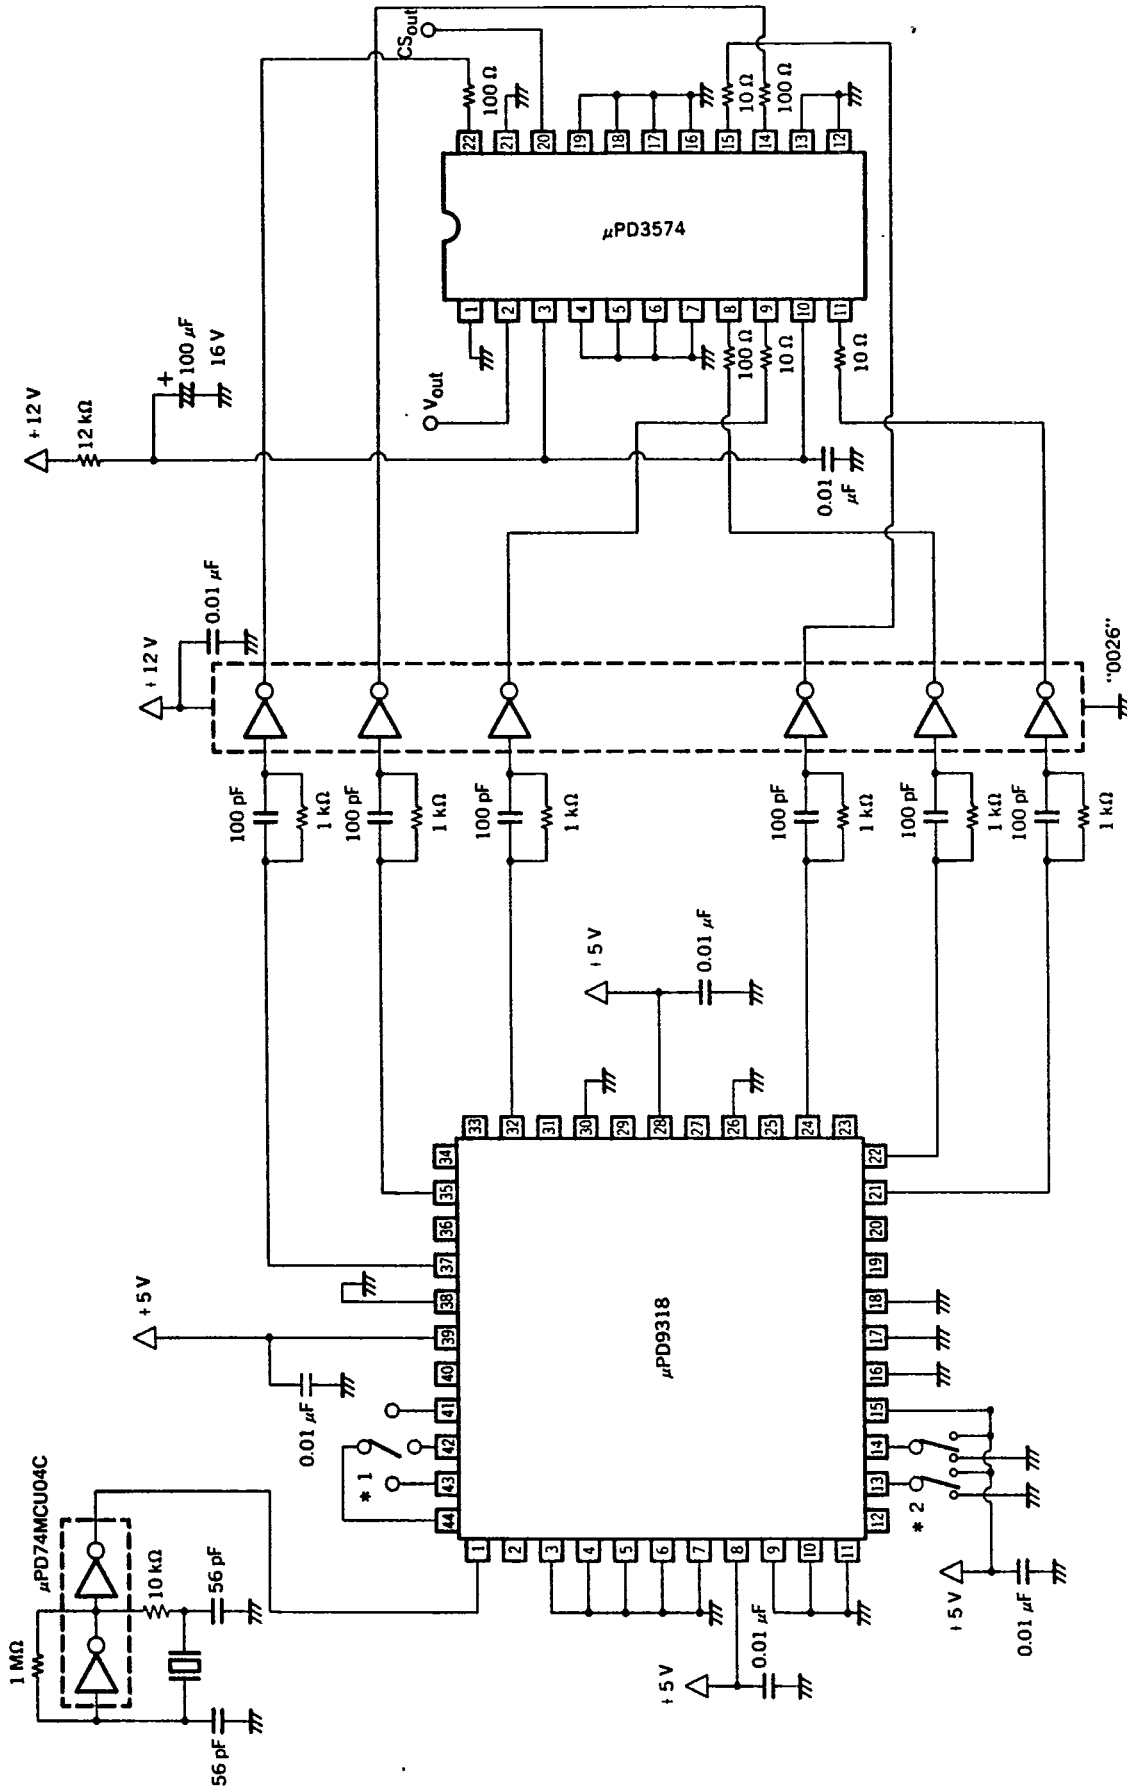 1 MΩ
μPD74MCU04C
10 kΩ
56 pF
56 pF
+5 V
0.01 μF
* 1
44
43
42
41
40
39
38
37
36
35
34
1
2
3
4
5
6
7
8
9
10
11
μPD9318
33
32
31
30
29
28
27
26
25
24
23
12
13
14
15
16
17
18
19
20
21
22
+5 V
0.01 μF
* 2
+5 V
0.01 μF
+5 V
0.01 μF
100 pF
1 kΩ
100 pF
1 kΩ
100 pF
1 kΩ
100 pF
1 kΩ
100 pF
1 kΩ
100 pF
1 kΩ
+12 V
0.01 μF
"0026"
+12 V
12 kΩ
+
100 μF
16 V
Vout
CSout
0.01
μF
1
2
3
4
5
6
7
8
9
10
11
100 Ω
10 Ω
10 Ω
μPD3574
22
21
20
19
18
17
16
15
14
13
12
100 Ω
10 Ω
100 Ω